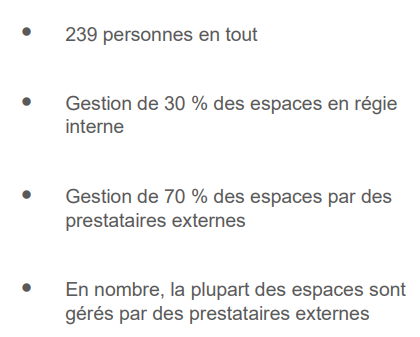 • 239 personnes en tout
• Gestion de 30 % des espaces en régie
interne
• Gestion de 70 % des espaces par des
prestataires externes
• En nombre, la plupart des espaces sont
gérés par des prestataires externes